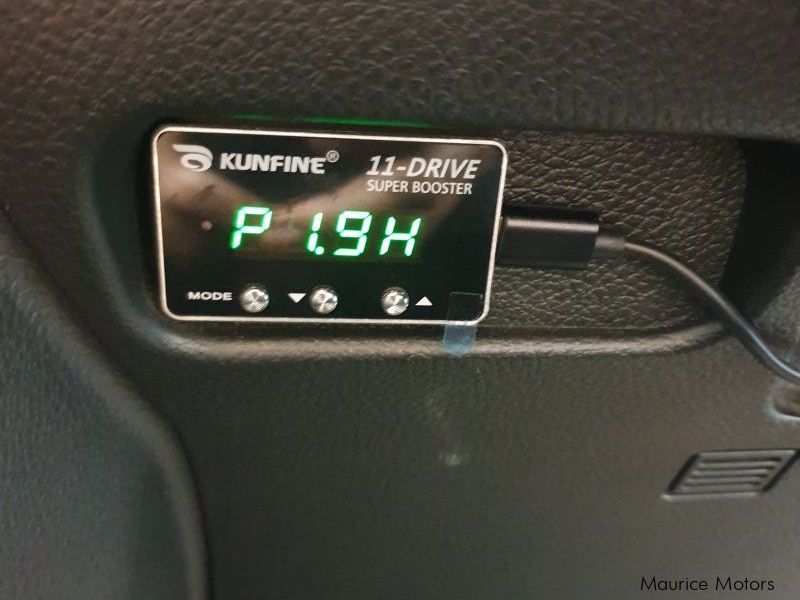 KUNFINE® 11-DRIVE
SUPER BOOSTER
P 1.9H
MODE ▼ ▲
Maurice Motors